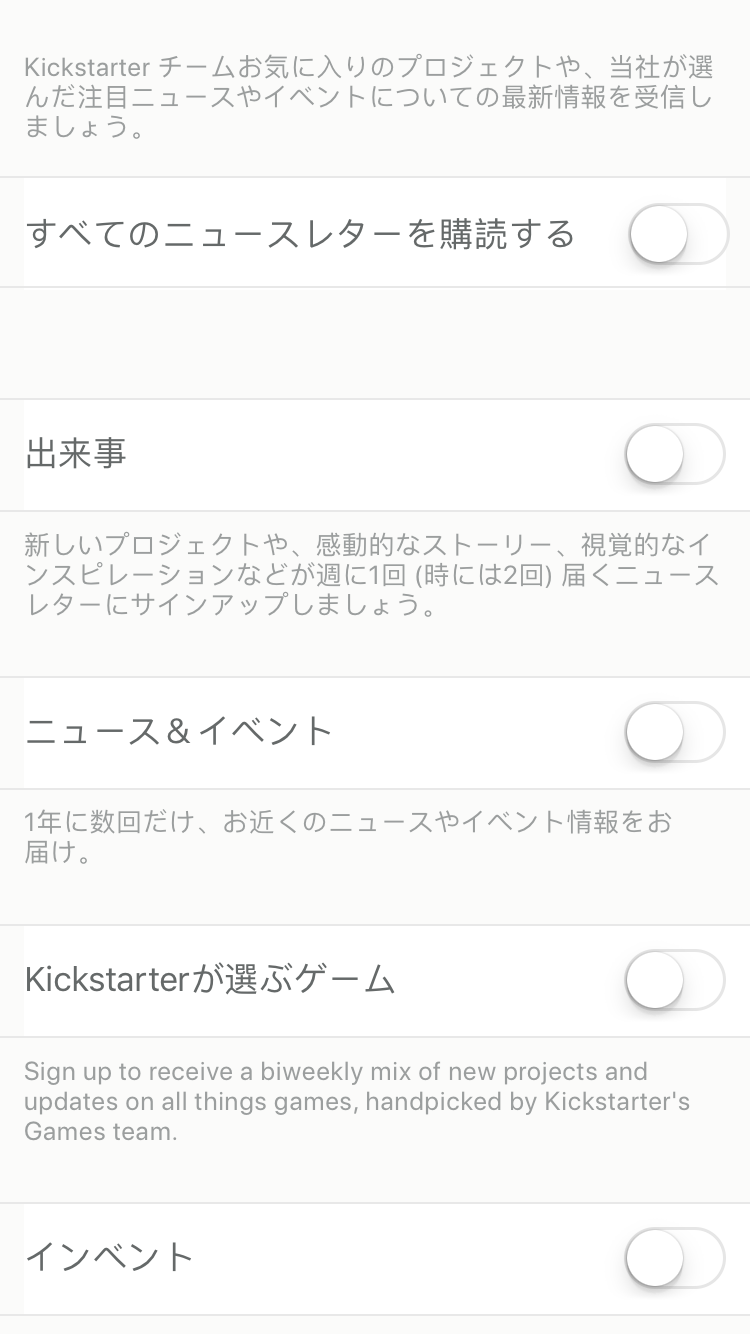 Kickstarter チームお気に入りのプロジェクトや、当社が選
んだ注目ニュースやイベントについての最新情報を受信し
ましょう。
すべてのニュースレターを購読する
出来事
新しいプロジェクトや、感動的なストーリー、視覚的なイ
ンスピレーションなどが週に1回 (時には2回) 届くニュース
レターにサインアップしましょう。
ニュース＆イベント
1年に数回だけ、お近くのニュースやイベント情報をお
届け。
Kickstarterが選ぶゲーム
Sign up to receive a biweekly mix of new projects and
updates on all things games, handpicked by Kickstarter's
Games team.
インベント